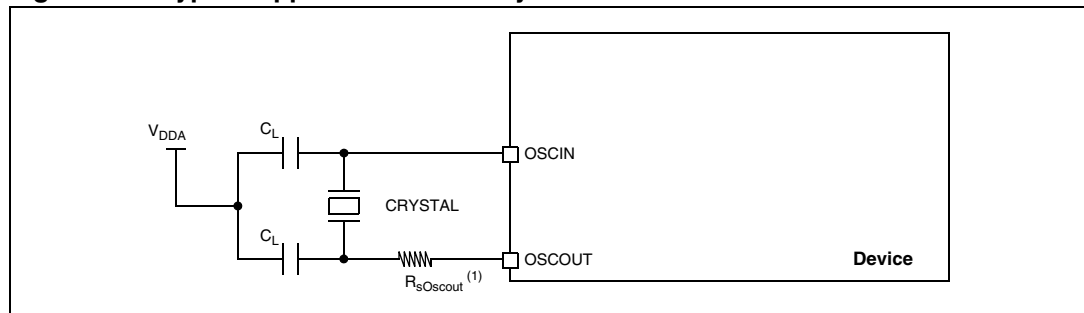 V_DDA
C_L
OSCIN
CRYSTAL
C_L
OSCOUT
R_sOscout (1)
Device